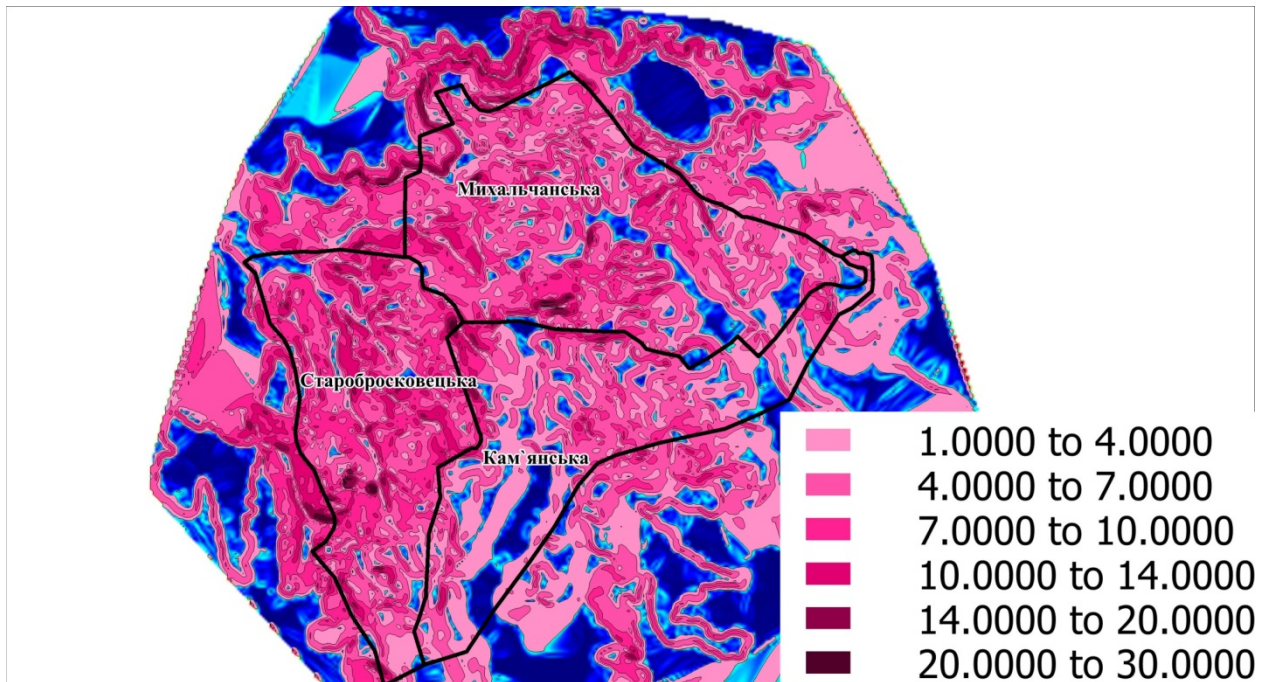 Михальчанська
Старобросковецька
Кам`янська
1.0000 to 4.0000
4.0000 to 7.0000
7.0000 to 10.0000
10.0000 to 14.0000
14.0000 to 20.0000
20.0000 to 30.0000